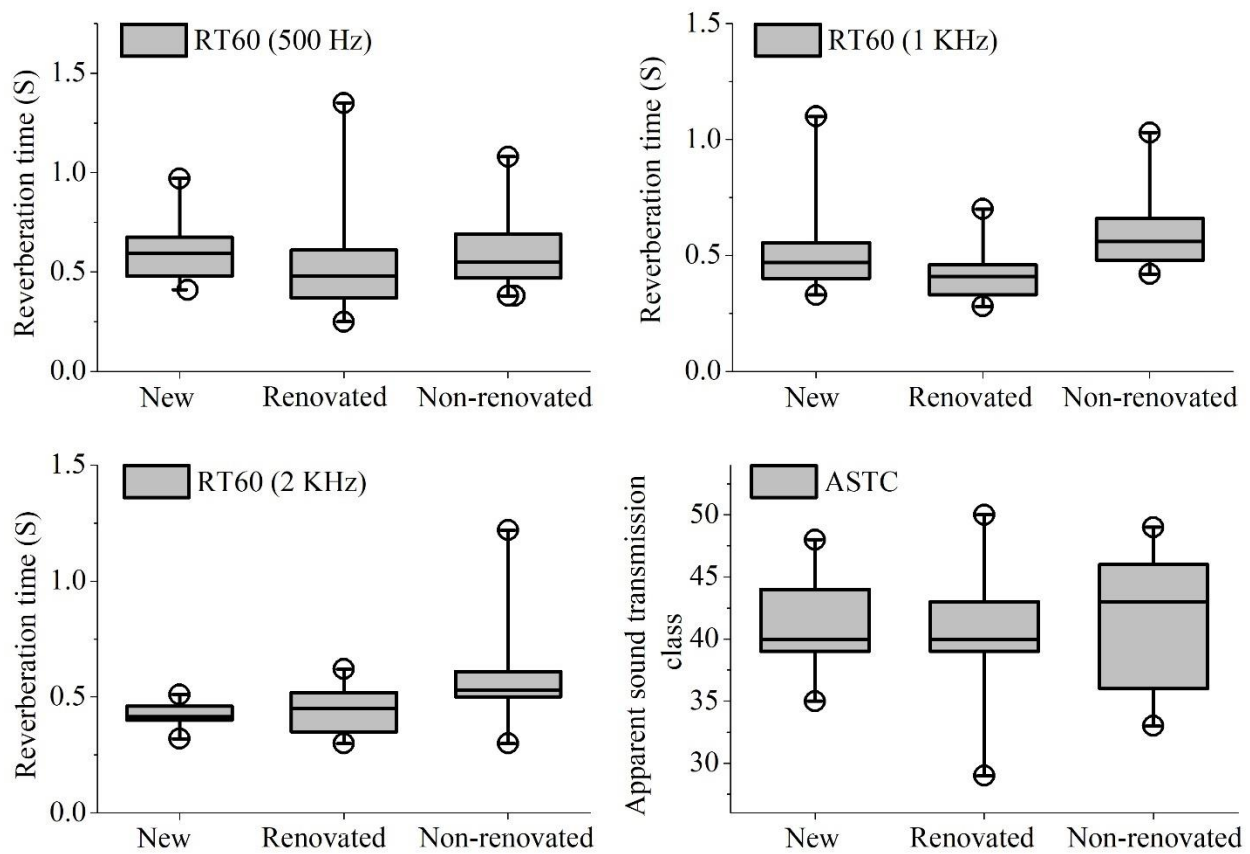 RT60 (500 Hz)
Reverberation time (S)
1.5
1.0
0.5
0.0
New Renovated Non-renovated
RT60 (1 KHz)
Reverberation time (S)
1.5
1.0
0.5
0.0
New Renovated Non-renovated
RT60 (2 KHz)
Reverberation time (S)
1.5
1.0
0.5
0.0
New Renovated Non-renovated
ASTC
Apparent sound transmission
class
50
45
40
35
30
New Renovated Non-renovated